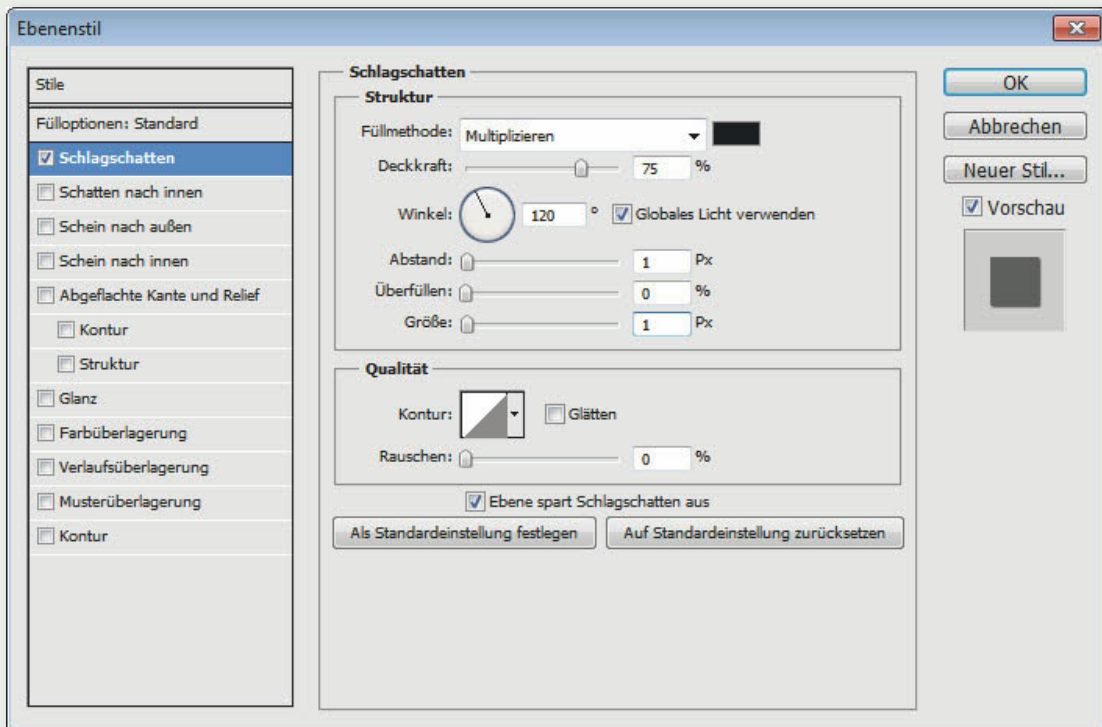 Ebenenstil
Stile
Fülloptionen: Standard
Schlagschatten
Schatten nach innen
Schein nach außen
Schein nach innen
Abgeflachte Kante und Relief
Kontur
Struktur
Glanz
Farbüberlagerung
Verlaufsüberlagerung
Musterüberlagerung
Kontur
Schlagschatten
Struktur
Füllmethode: Multiplizieren
Deckkraft: 75 %
Winkel: 120 ° Globales Licht verwenden
Abstand: 1 Px
Überfüllen: 0 %
Größe: 1 Px
Qualität
Kontur: Glätten
Rauschen: 0 %
Ebene spart Schlagschatten aus
Als Standardeinstellung festlegen
Auf Standardeinstellung zurücksetzen
OK
Abbrechen
Neuer Stil...
Vorschau